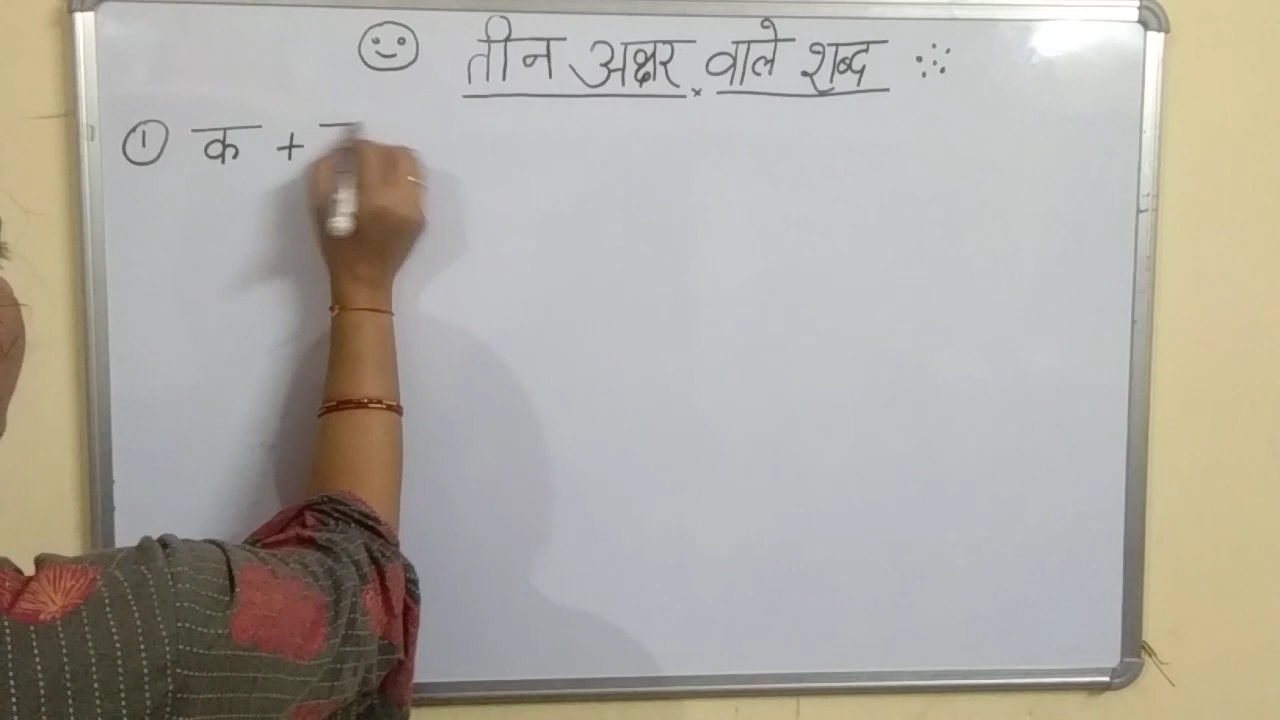 तीन अक्षर वाले शब्द
① क +